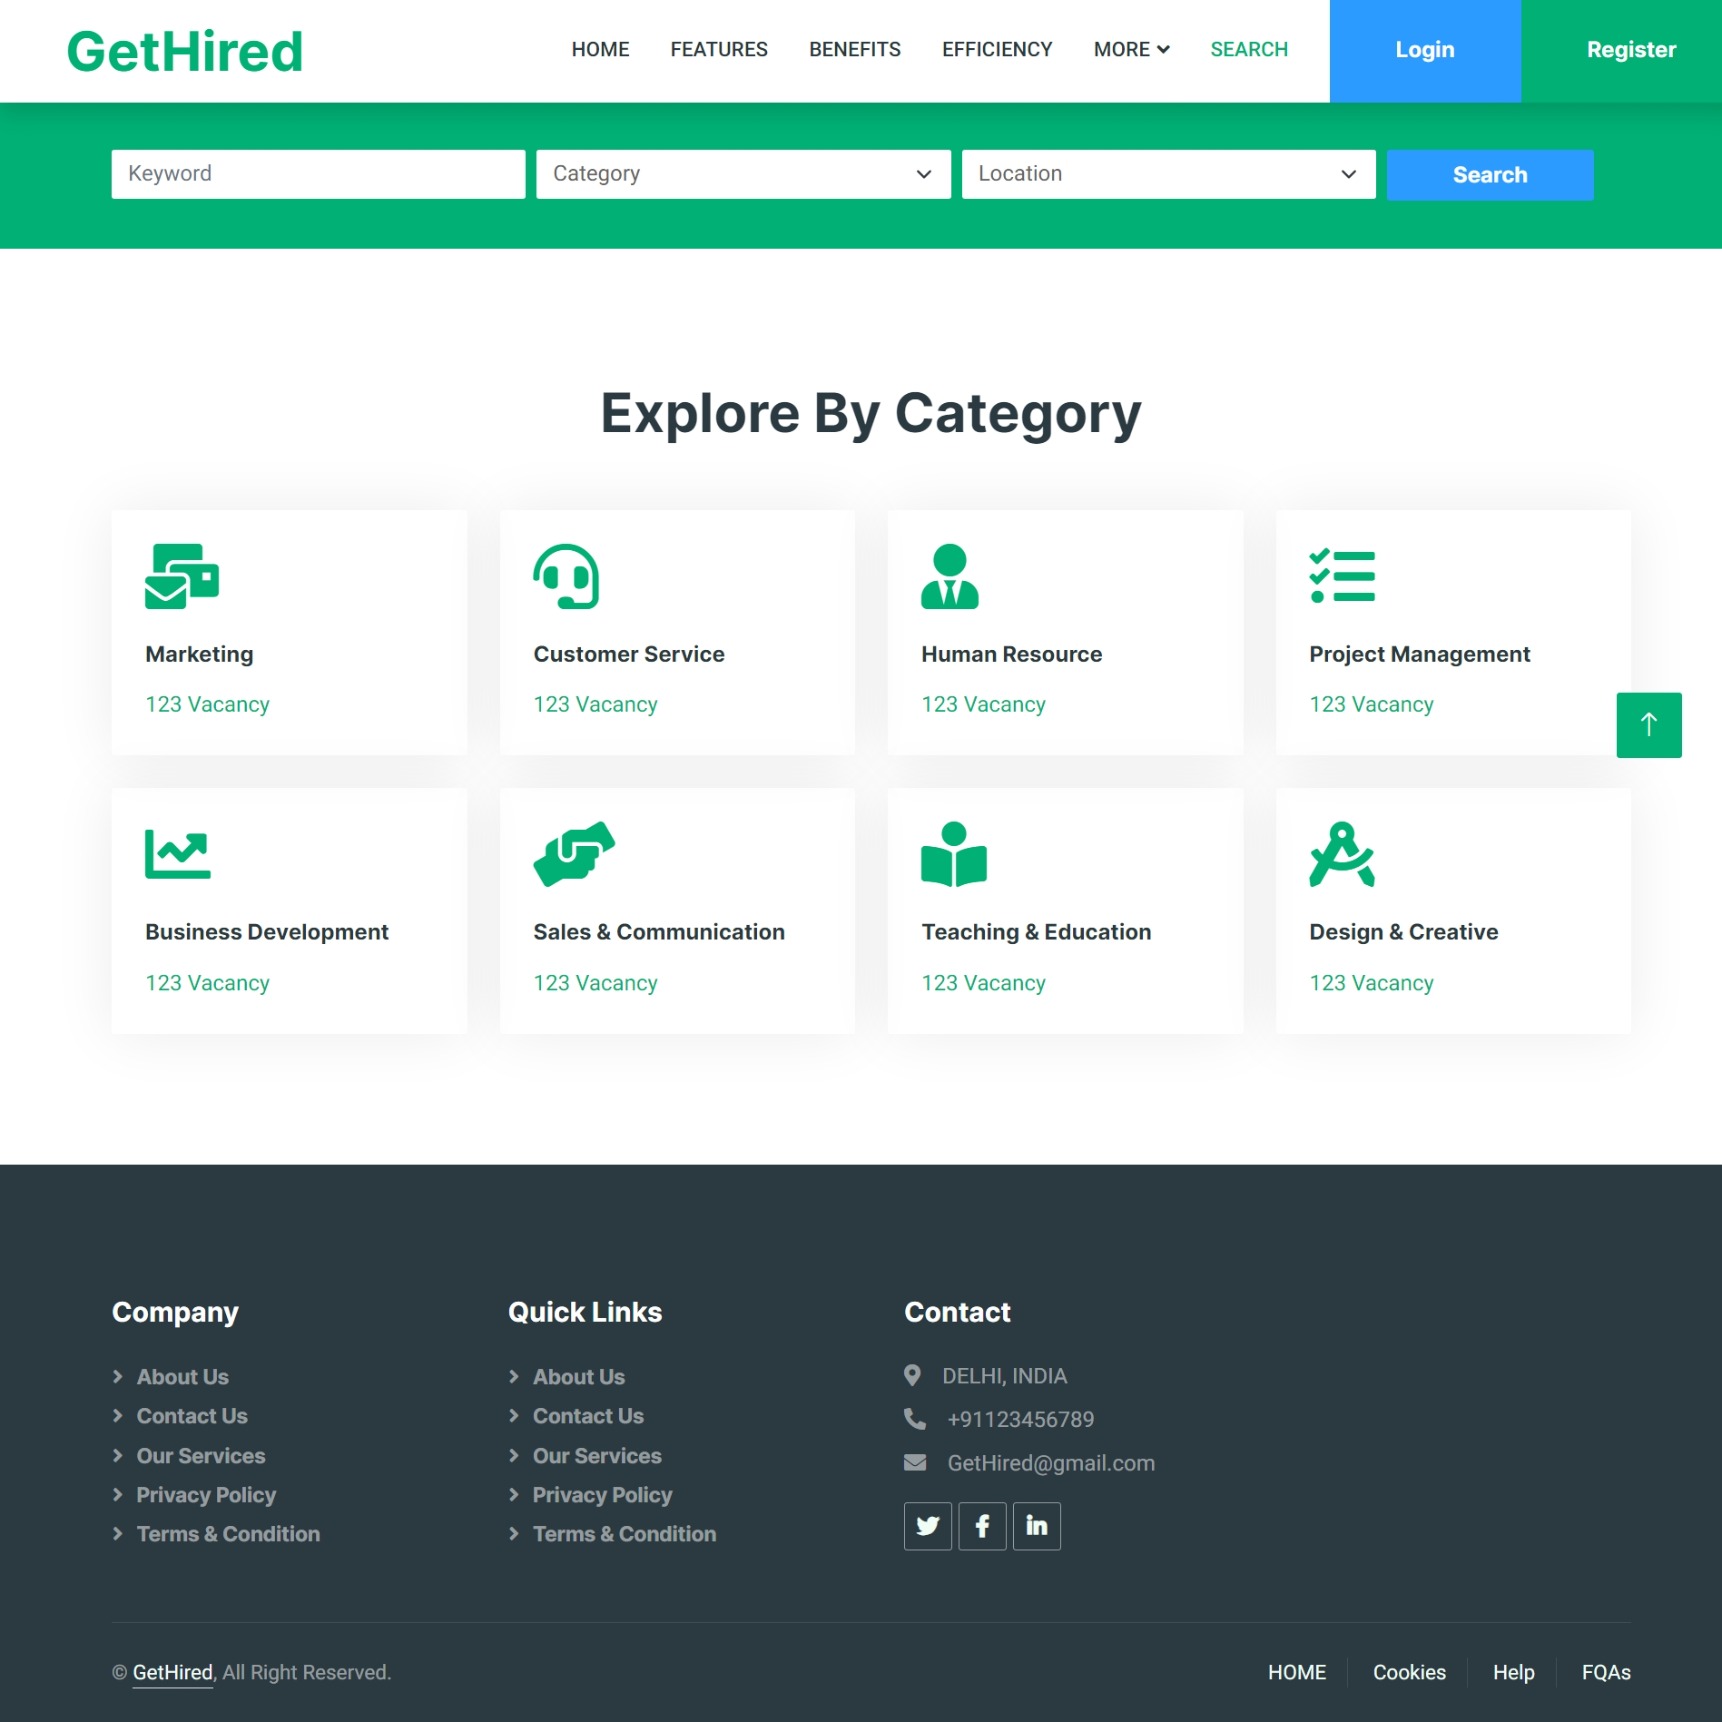 GetHired
HOME FEATURES BENEFITS EFFICIENCY MORE SEARCH Login Register
Keyword Category Location Search
Explore By Category
Marketing
123 Vacancy
Customer Service
123 Vacancy
Human Resource
123 Vacancy
Project Management
123 Vacancy
Business Development
123 Vacancy
Sales & Communication
123 Vacancy
Teaching & Education
123 Vacancy
Design & Creative
123 Vacancy
Company
About Us
Contact Us
Our Services
Privacy Policy
Terms & Condition
Quick Links
About Us
Contact Us
Our Services
Privacy Policy
Terms & Condition
Contact
DELHI, INDIA
+91123456789
GetHired@gmail.com
© GetHired, All Right Reserved.
HOME Cookies Help FQAs